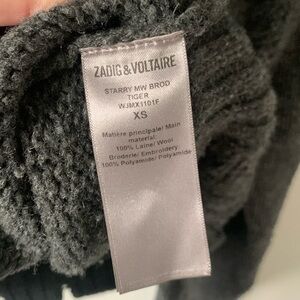 ZADIG & VOLTAIRE
STARRY MW BROD
TIGER
WJMX1101F
XS
Matière principale/ Main
material:
100% Laine/ Wool
Broderie/ Embroidery:
100% Polyamide/ Polyamide